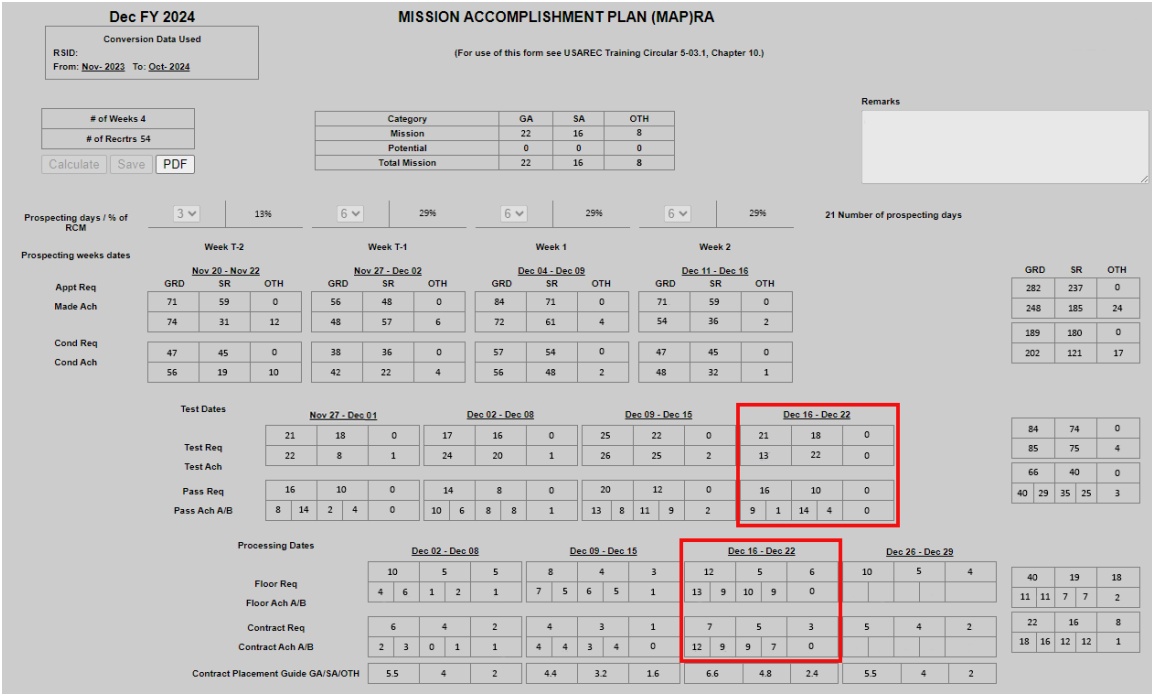 Dec FY 2024
MISSION ACCOMPLISHMENT PLAN (MAP)RA
Conversion Data Used
RSID:
From: Nov- 2023 To: Oct- 2024
(For use of this form see USAREC Training Circular 5-03.1, Chapter 10.)
# of Weeks 4
# of Recrtrs 54
Calculate Save PDF
Category GA SA OTH
Mission 22 16 8
Potential 0 0 0
Total Mission 22 16 8
Remarks
Prospecting days / % of RCM 3 13% 6 29% 6 29% 6 29% 21 Number of prospecting days
Week T-2 Week T-1 Week 1 Week 2
Prospecting weeks dates
Nov 20 - Nov 22 Nov 27 - Dec 02 Dec 04 - Dec 09 Dec 11 - Dec 16
GRD SR OTH GRD SR OTH GRD SR OTH GRD SR OTH GRD SR OTH
Appt Req 71 59 0 56 48 0 84 71 0 71 59 0 282 237 0
Made Ach 74 31 12 48 57 6 72 61 4 54 36 2 248 185 24
Cond Req 47 45 0 38 36 0 57 54 0 47 45 0 189 180 0
Cond Ach 56 19 10 42 22 4 56 48 2 48 32 1 202 121 17
Test Dates Nov 27 - Dec 01 Dec 02 - Dec 08 Dec 09 - Dec 15 Dec 16 - Dec 22
Test Req 21 18 0 17 16 0 25 22 0 21 18 0 84 74 0
Test Ach 22 8 1 24 20 1 26 25 2 13 22 0 85 75 4
Pass Req 16 10 0 14 8 0 20 12 0 16 10 0 66 40 0
Pass Ach A/B 8 14 2 4 0 10 6 8 8 1 13 8 11 9 2 9 1 14 4 0 40 29 35 25 3
Processing Dates Dec 02 - Dec 08 Dec 09 - Dec 15 Dec 16 - Dec 22 Dec 26 - Dec 29
Floor Req 10 5 5 8 4 3 12 5 6 10 5 4 40 19 18
Floor Ach A/B 4 6 1 2 1 7 5 6 5 1 13 9 10 9 0 11 11 7 7 2
Contract Req 6 4 2 4 3 1 7 5 3 5 4 2 22 16 8
Contract Ach A/B 2 3 0 1 1 4 4 3 4 0 12 9 9 7 0 18 16 12 12 1
Contract Placement Guide GA/SA/OTH 5.5 4 2 4.4 3.2 1.6 6.6 4.8 2.4 5.5 4 2